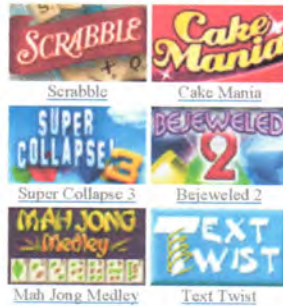 SCRABBLE
Cake Mania
Scrabble
Cake Mania
SUPER COLLAPSE! 3
BEJEWELED 2
Super Collapse 3
Bejeweled 2
MAH JONG Medley
TEXT TWIST
Mah Jong Medley
Text Twist